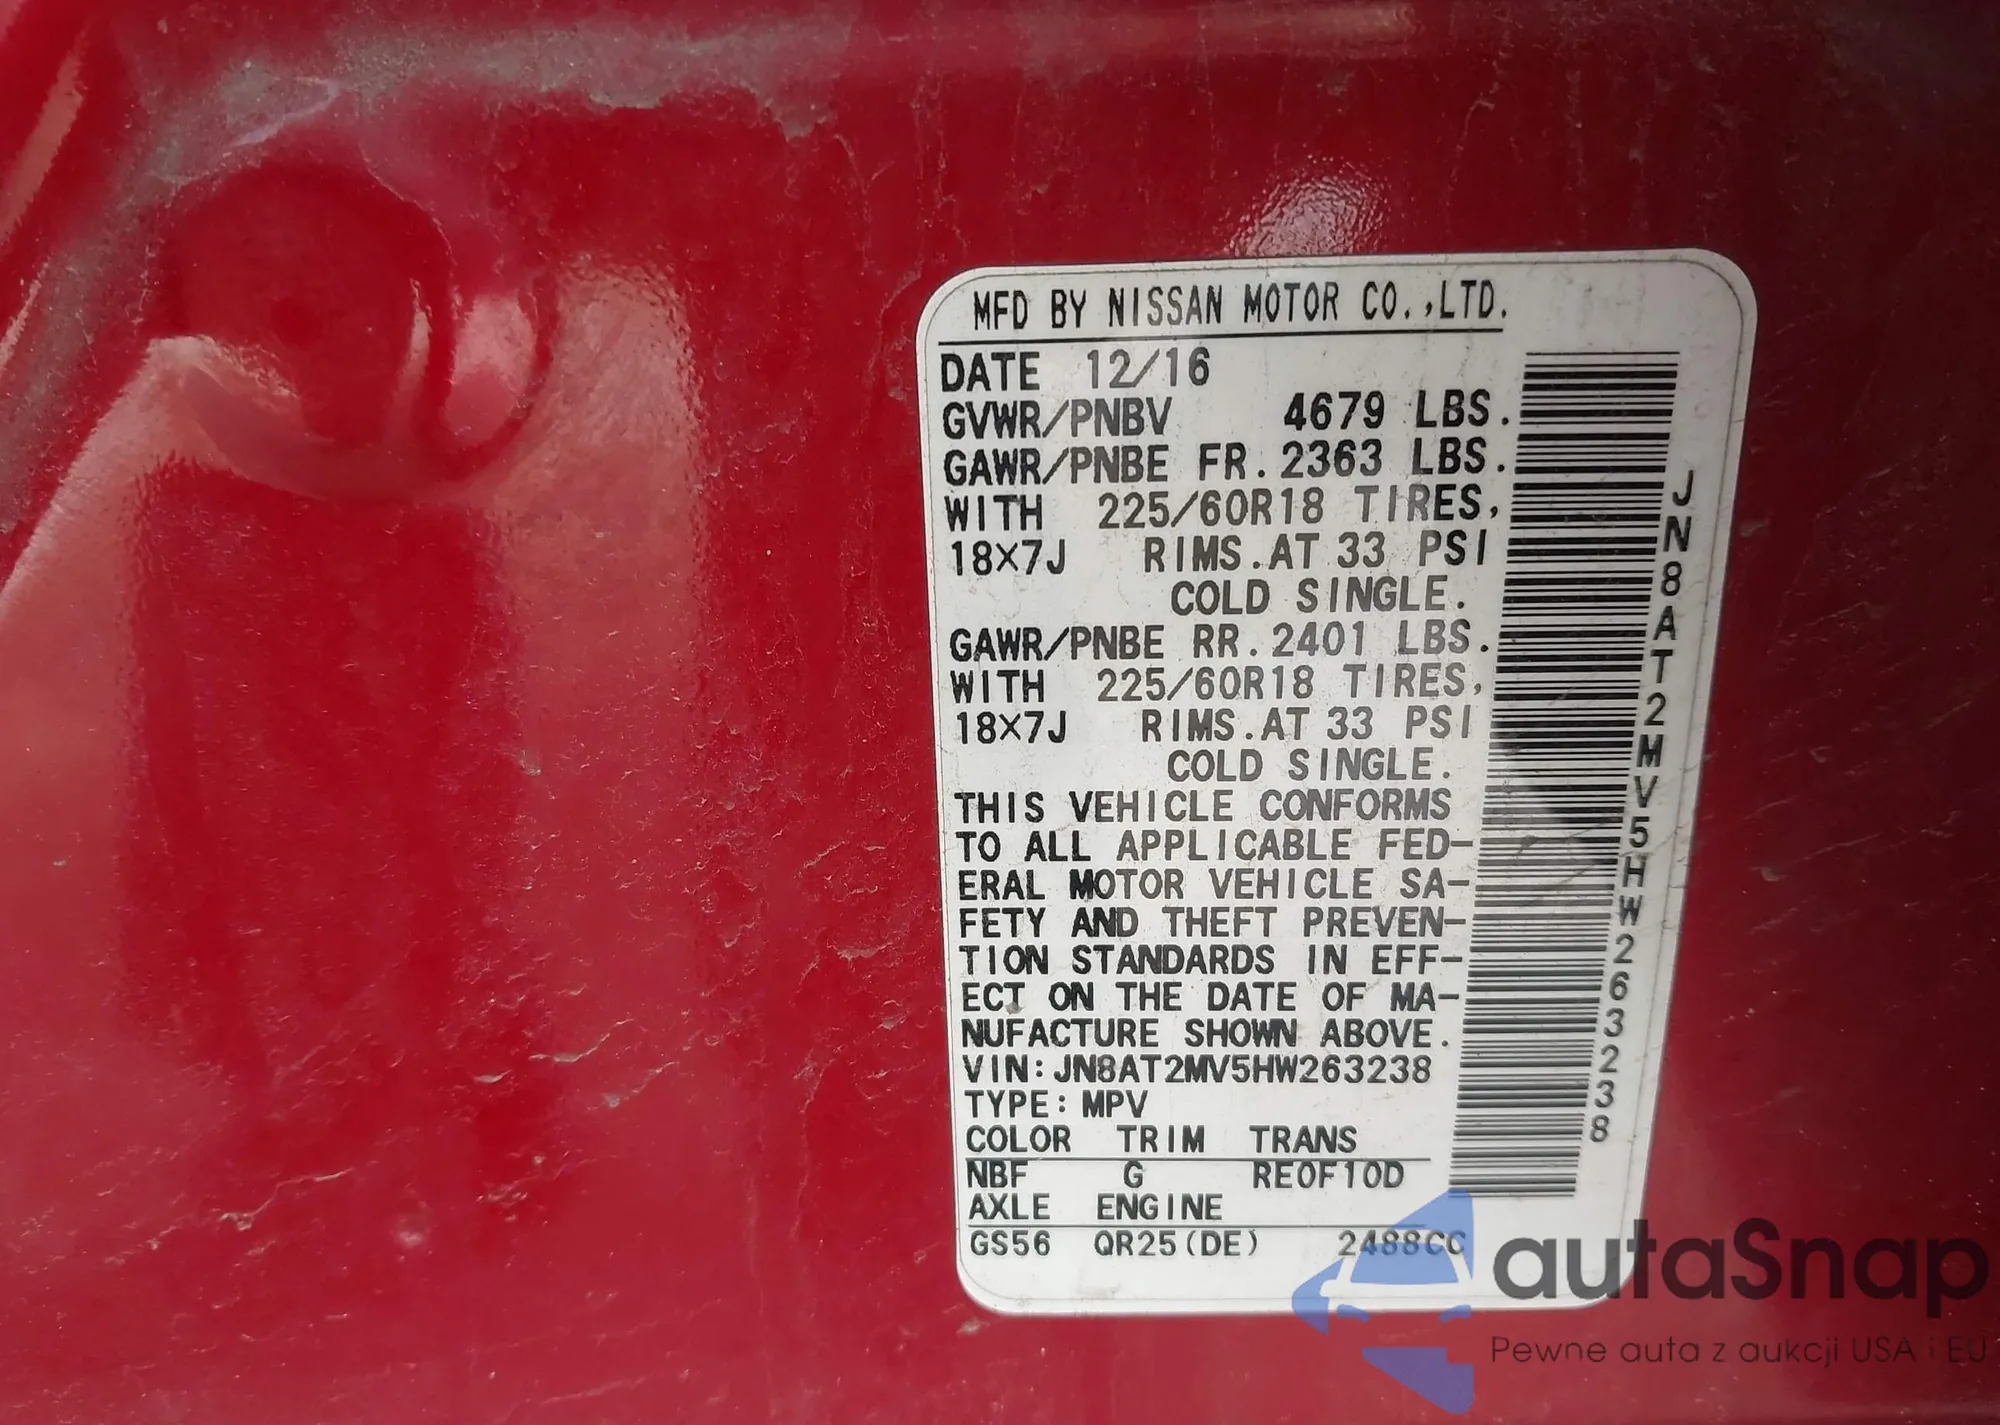 MFD BY NISSAN MOTOR CO.,LTD.
DATE 12/16
GVWR/PNBV 4679 LBS.
GAWR/PNBE FR.2363 LBS.
WITH 225/60R18 TIRES,
18×7J RIMS.AT 33 PSI
COLD SINGLE.
GAWR/PNBE RR.2401 LBS.
WITH 225/60R18 TIRES,
18×7J RIMS.AT 33 PSI
COLD SINGLE.
THIS VEHICLE CONFORMS
TO ALL APPLICABLE FED-
ERAL MOTOR VEHICLE SA-
FETY AND THEFT PREVEN-
TION STANDARDS IN EFF-
ECT ON THE DATE OF MA-
NUFACTURE SHOWN ABOVE.
VIN:JN8AT2MV5HW263238
TYPE:MPV
COLOR TRIM TRANS
NBF G RE0F10D
AXLE ENGINE
GS56 QR25(DE) 2488CC
JN8AT2MV5HW263238
autaSnap
Pewne auta z aukcji USA i EU